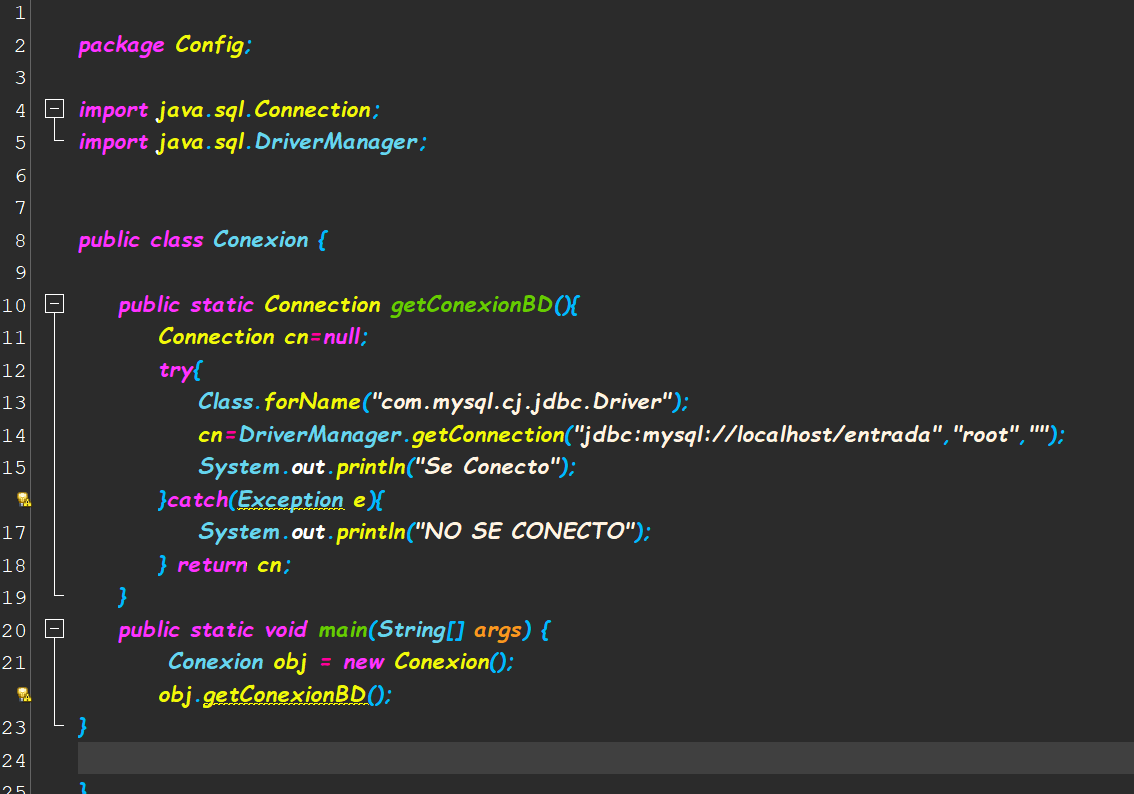 1
2 package Config;
3
4 import java.sql.Connection;
5 import java.sql.DriverManager;
6
7
8 public class Conexion {
9
10 public static Connection getConexionBD(){
11 Connection cn=null;
12 try{
13 Class.forName("com.mysql.cj.jdbc.Driver");
14 cn=DriverManager.getConnection("jdbc:mysql://localhost/entrada","root","");
15 System.out.println("Se Conecto");
}catch(Exception e){
17 System.out.println("NO SE CONECTO");
18 } return cn;
19 }
20 public static void main(String[] args) {
21 Conexion obj = new Conexion();
obj.getConexionBD();
23 }
24
25 }